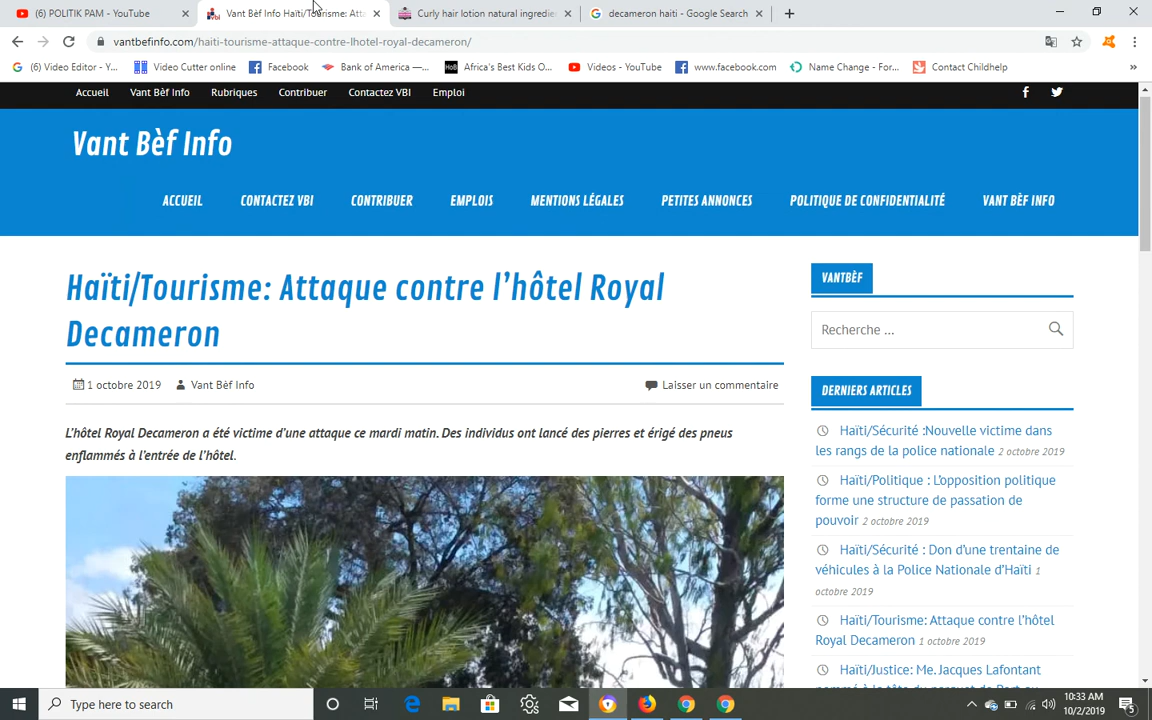 (6) POLITIK PAM - YouTube
Vant Bèf Info Haïti/Tourisme: Atta
Curly hair lotion natural ingredie
decameron haiti - Google Search
vantbefinfo.com/haiti-tourisme-attaque-contre-lhotel-royal-decameron/
(6) Video Editor - Y...
Video Cutter online
Facebook
Bank of America —...
Africa's Best Kids O...
Videos - YouTube
www.facebook.com
Name Change - For...
Contact Childhelp
Accueil Vant Bèf Info Rubriques Contribuer Contactez VBI Emploi
Vant Bèf Info
ACCUEIL CONTACTEZ VBI CONTRIBUER EMPLOIS MENTIONS LÉGALES PETITES ANNONCES POLITIQUE DE CONFIDENTIALITÉ VANT BÈF INFO
Haïti/Tourisme: Attaque contre l'hôtel Royal
Decameron
1 octobre 2019 Vant Bèf Info Laisser un commentaire
L'hôtel Royal Decameron a été victime d'une attaque ce mardi matin. Des individus ont lancé des pierres et érigé des pneus
enflammés à l'entrée de l'hôtel.
VANTBÈF
Recherche ...
DERNIERS ARTICLES
Haïti/Sécurité :Nouvelle victime dans
les rangs de la police nationale 2 octobre 2019
Haïti/Politique : L'opposition politique
forme une structure de passation de
pouvoir 2 octobre 2019
Haïti/Sécurité : Don d'une trentaine de
véhicules à la Police Nationale d'Haïti 1
octobre 2019
Haïti/Tourisme: Attaque contre l'hôtel
Royal Decameron 1 octobre 2019
Haïti/Justice: Me. Jacques Lafontant
Type here to search
10:33 AM
10/2/2019
5